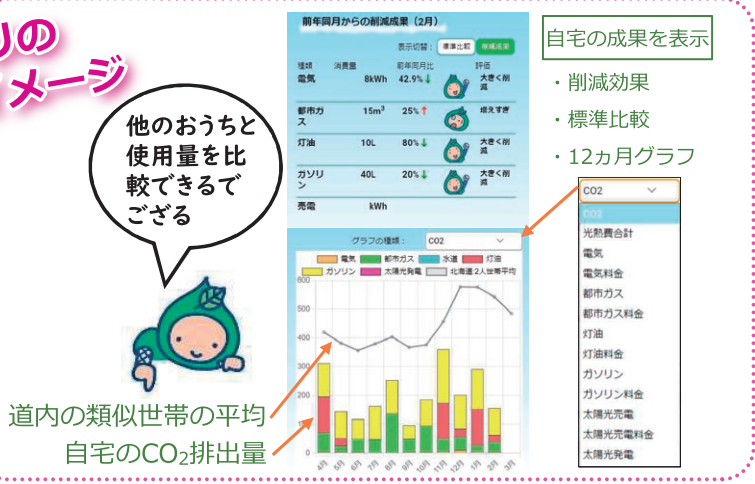 りの
メージ
他のおうちと
使用量を比
較できるで
ござる
前年同月からの削減成果（2月）
表示切替： 標準比較 削減成果
種類 消費量 前年同月比 評価
電気 8kWh 42.9%⬇ 大きく削
減
都市ガ
ス 15m³ 25%⬆ 増えすぎ
灯油 10L 80%⬇ 大きく削
減
ガソリ
ン 40L 20%⬇ 大きく削
減
売電 kWh
自宅の成果を表示
・削減効果
・標準比較
・12ヵ月グラフ
CO2
CO2
光熱費合計
電気
電気料金
都市ガス
都市ガス料金
灯油
灯油料金
ガソリン
ガソリン料金
太陽光売電
太陽光売電料金
太陽光発電
グラフの種類： CO2
電気 都市ガス 水道 灯油
ガソリン 太陽光発電 北海道2人世帯平均
600
500
400
300
200
100
0
4月 5月 6月 7月 8月 9月 10月 11月 12月 1月 2月 3月
道内の類似世帯の平均
自宅のCO₂排出量